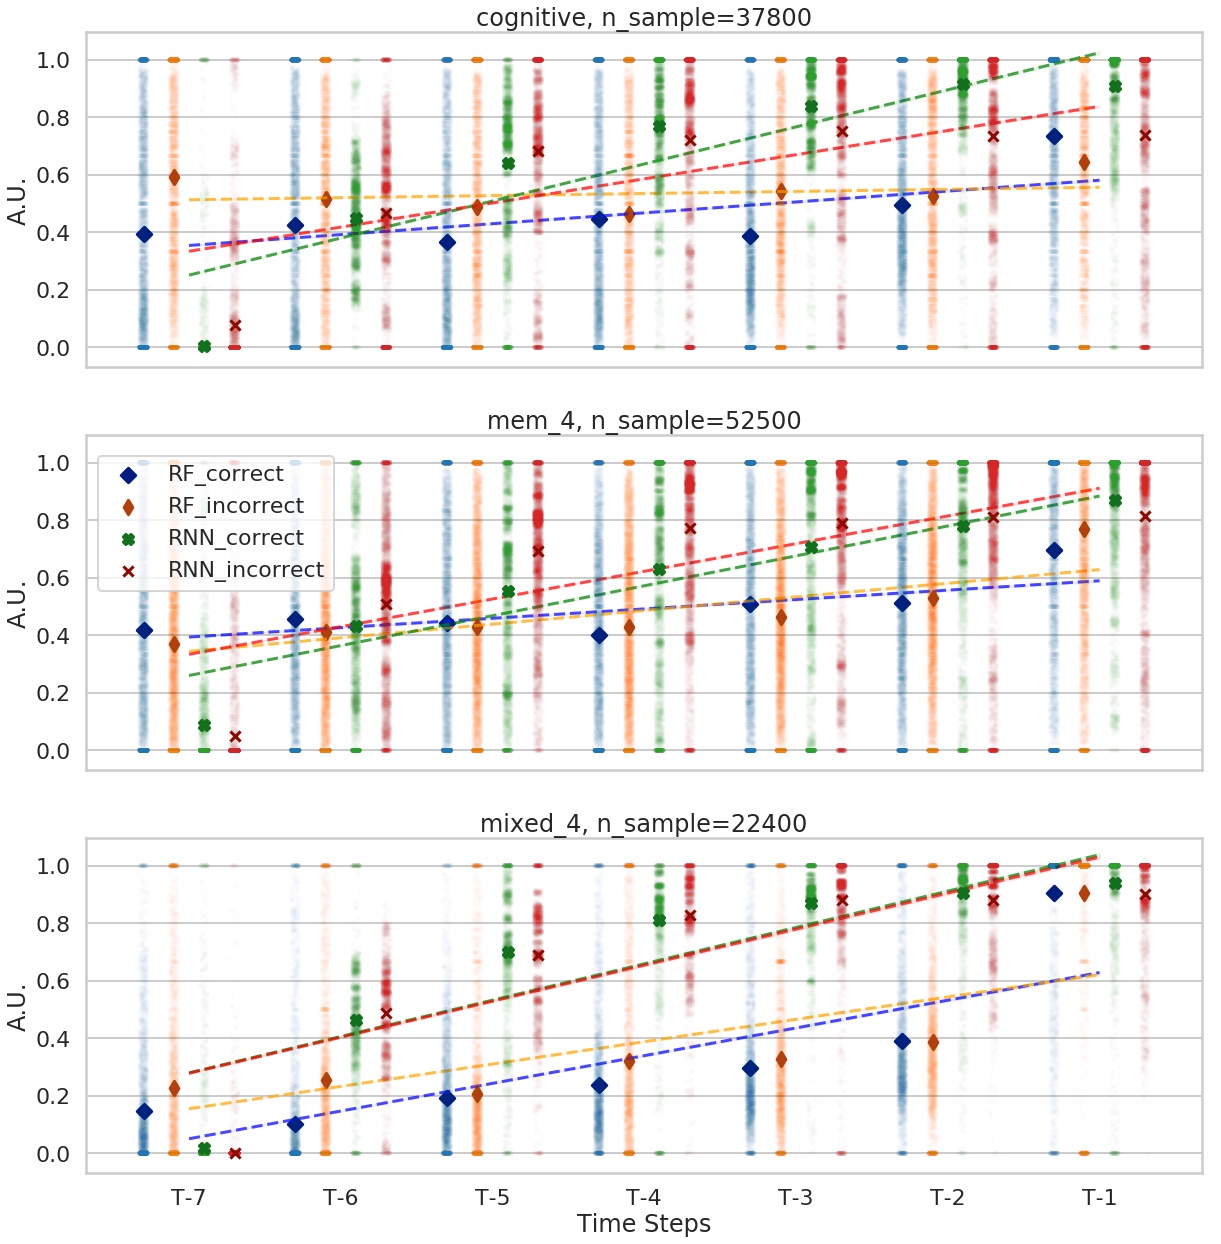 cognitive, n_sample=37800
1.0
0.8
0.6
0.4
0.2
0.0
A.U.
mem_4, n_sample=52500
1.0
0.8
0.6
0.4
0.2
0.0
A.U.
RF_correct
RF_incorrect
RNN_correct
RNN_incorrect
mixed_4, n_sample=22400
1.0
0.8
0.6
0.4
0.2
0.0
A.U.
T-7 T-6 T-5 T-4 T-3 T-2 T-1
Time Steps